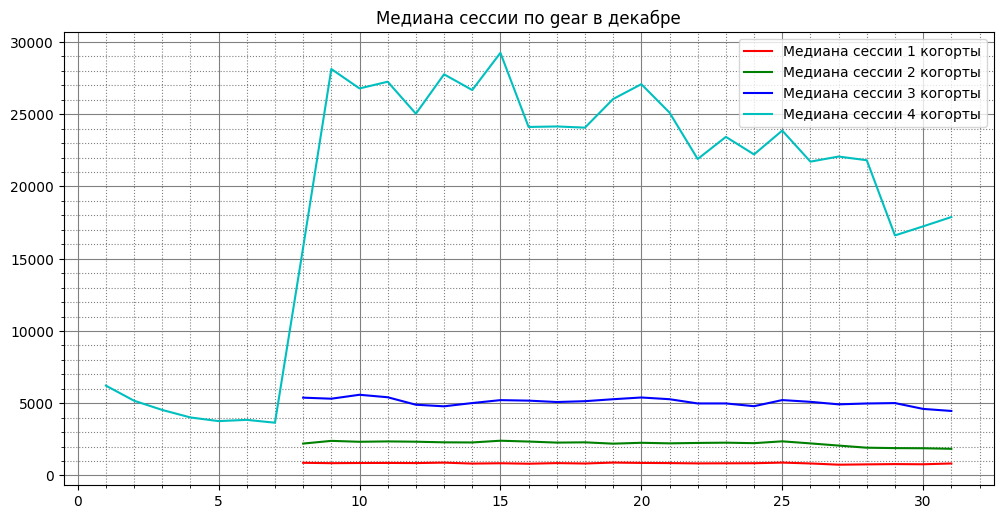 Медиана сессии по gear в декабре
30000
25000
20000
15000
10000
5000
0
Медиана сессии 1 когорты
Медиана сессии 2 когорты
Медиана сессии 3 когорты
Медиана сессии 4 когорты
0 5 10 15 20 25 30